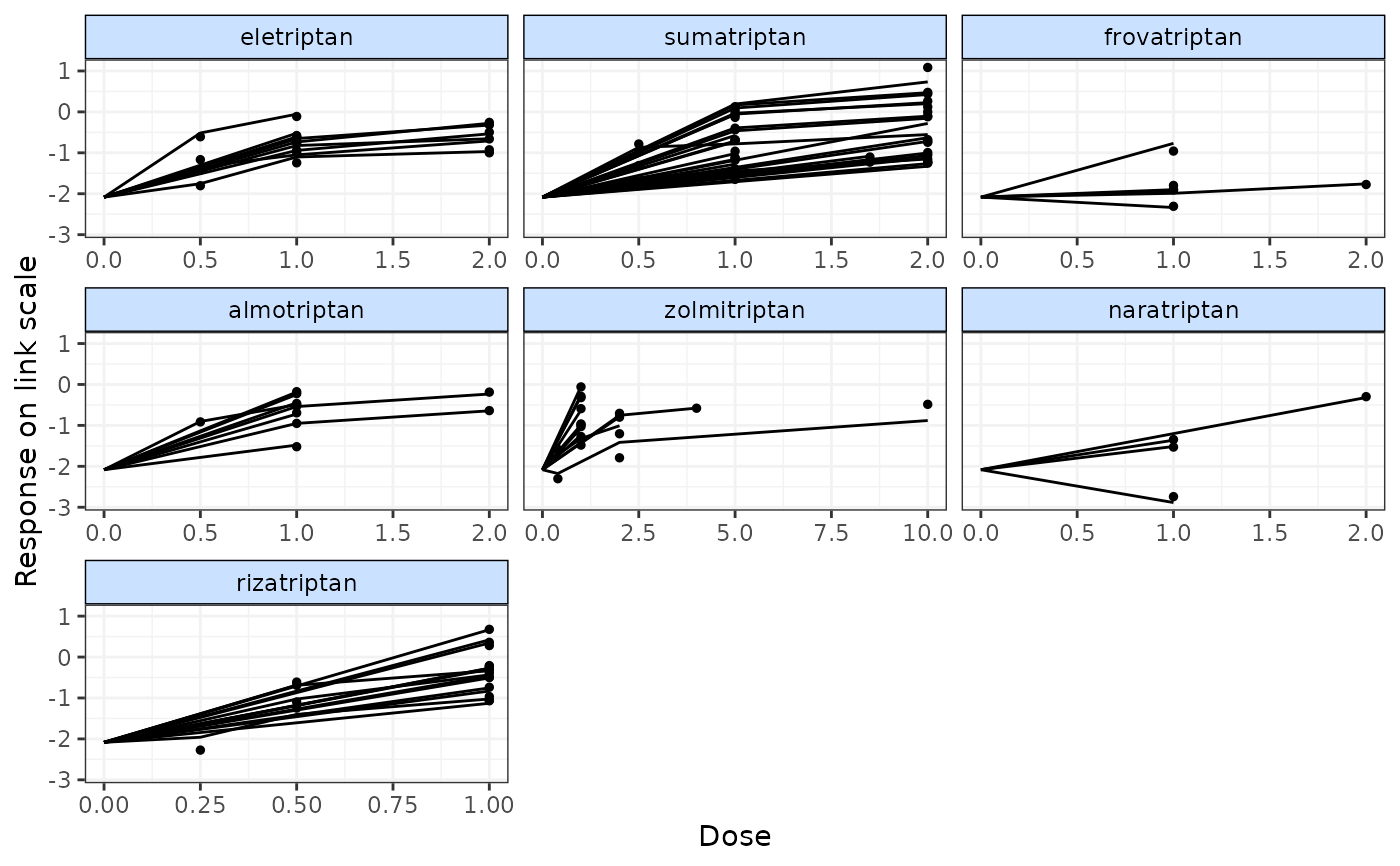 eletriptan sumatriptan frovatriptan
1
0
-1
-2
-3
0.0 0.5 1.0 1.5 2.0 0.0 0.5 1.0 1.5 2.0 0.0 0.5 1.0 1.5 2.0
almotriptan zolmitriptan naratriptan
1
0
-1
-2
-3
0.0 0.5 1.0 1.5 2.0 0.0 2.5 5.0 7.5 10.0 0.0 0.5 1.0 1.5 2.0
rizatriptan
1
0
-1
-2
-3
0.00 0.25 0.50 0.75 1.00
Response on link scale
Dose